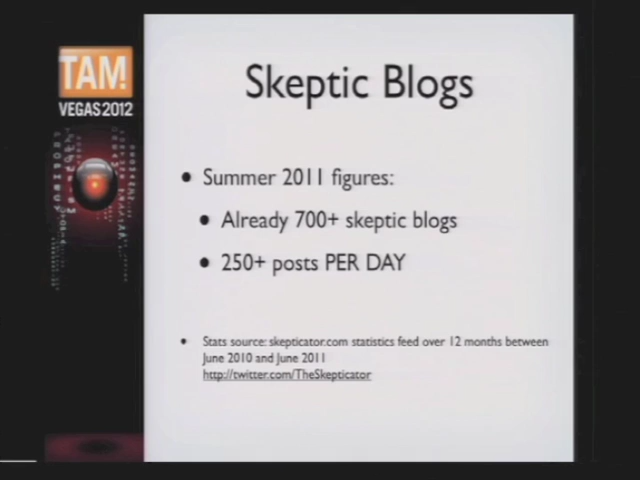 TAM!
VEGAS 2012
Skeptic Blogs
• Summer 2011 figures:
• Already 700+ skeptic blogs
• 250+ posts PER DAY
• Stats source: skepticator.com statistics feed over 12 months between
June 2010 and June 2011
http://twitter.com/TheSkepticator